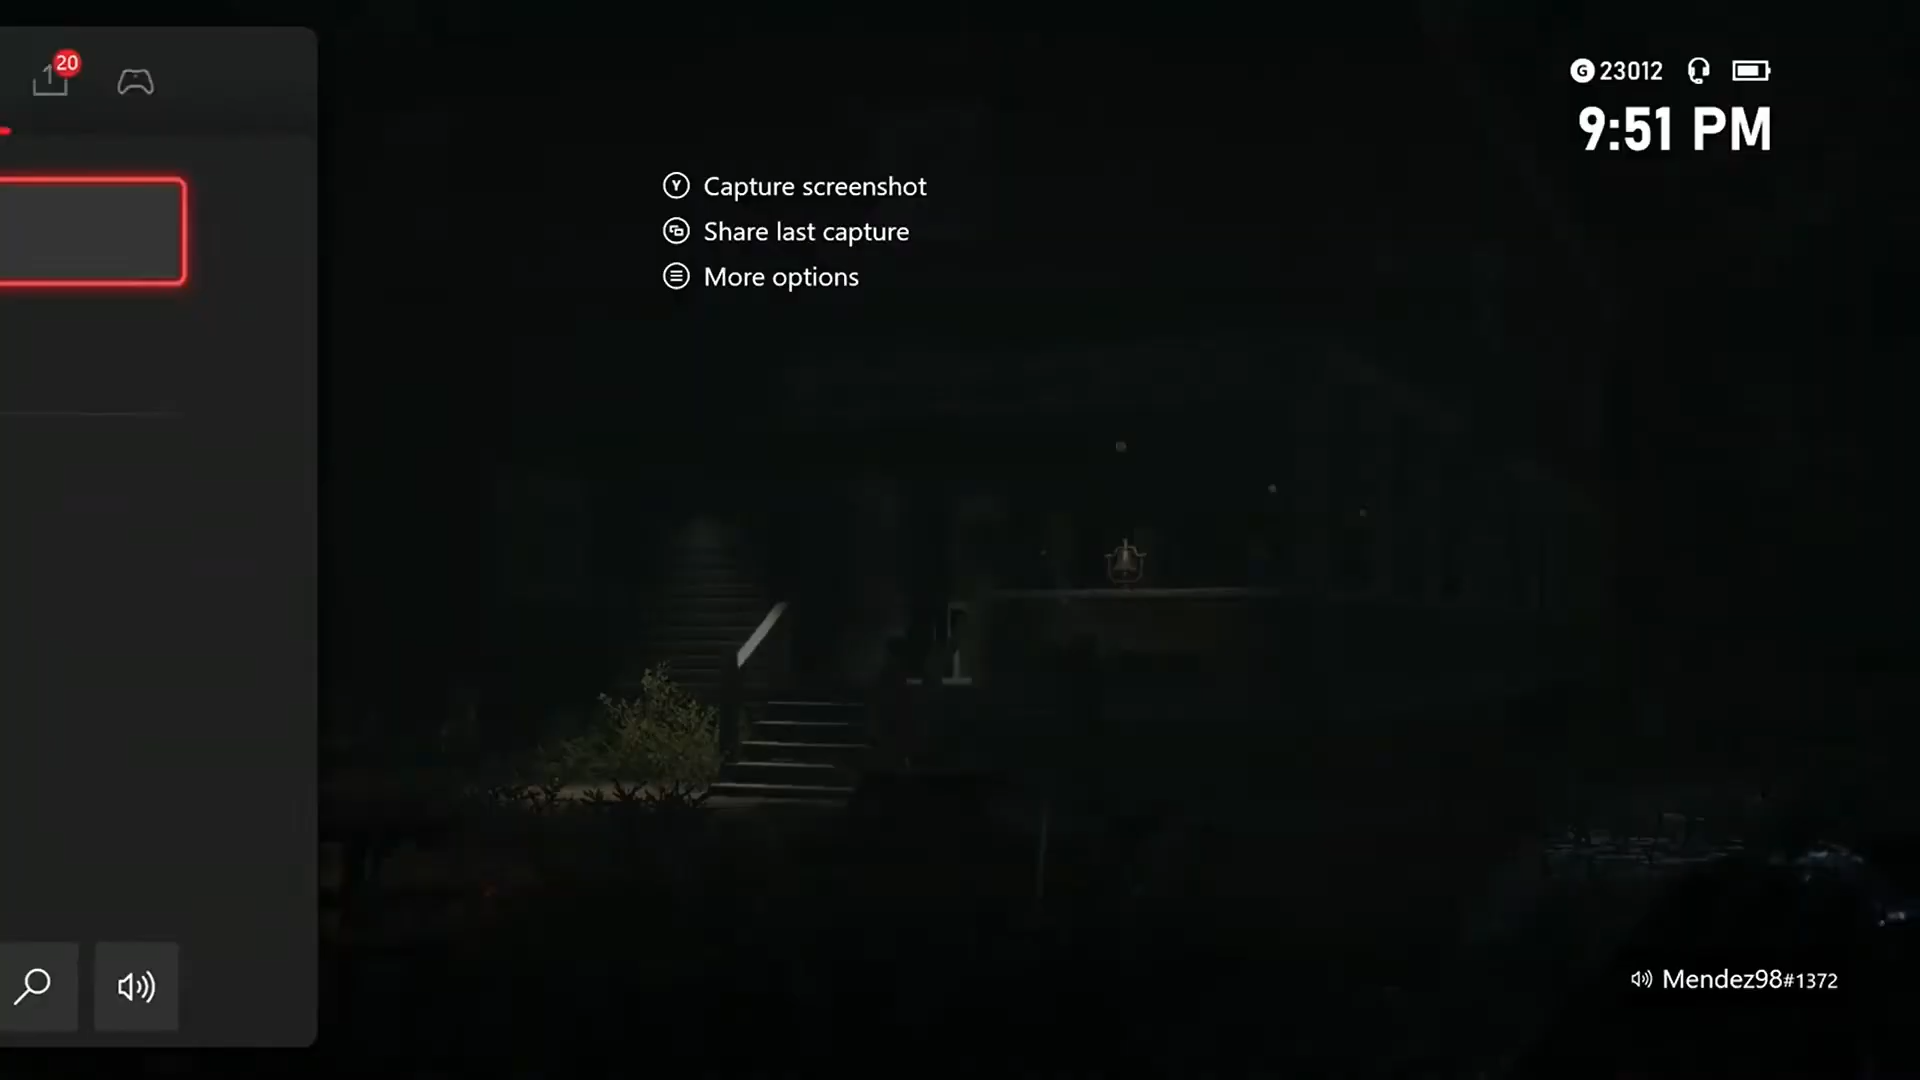 20
G 23012
9:51 PM
Y Capture screenshot
Share last capture
More options
Mendez98#1372